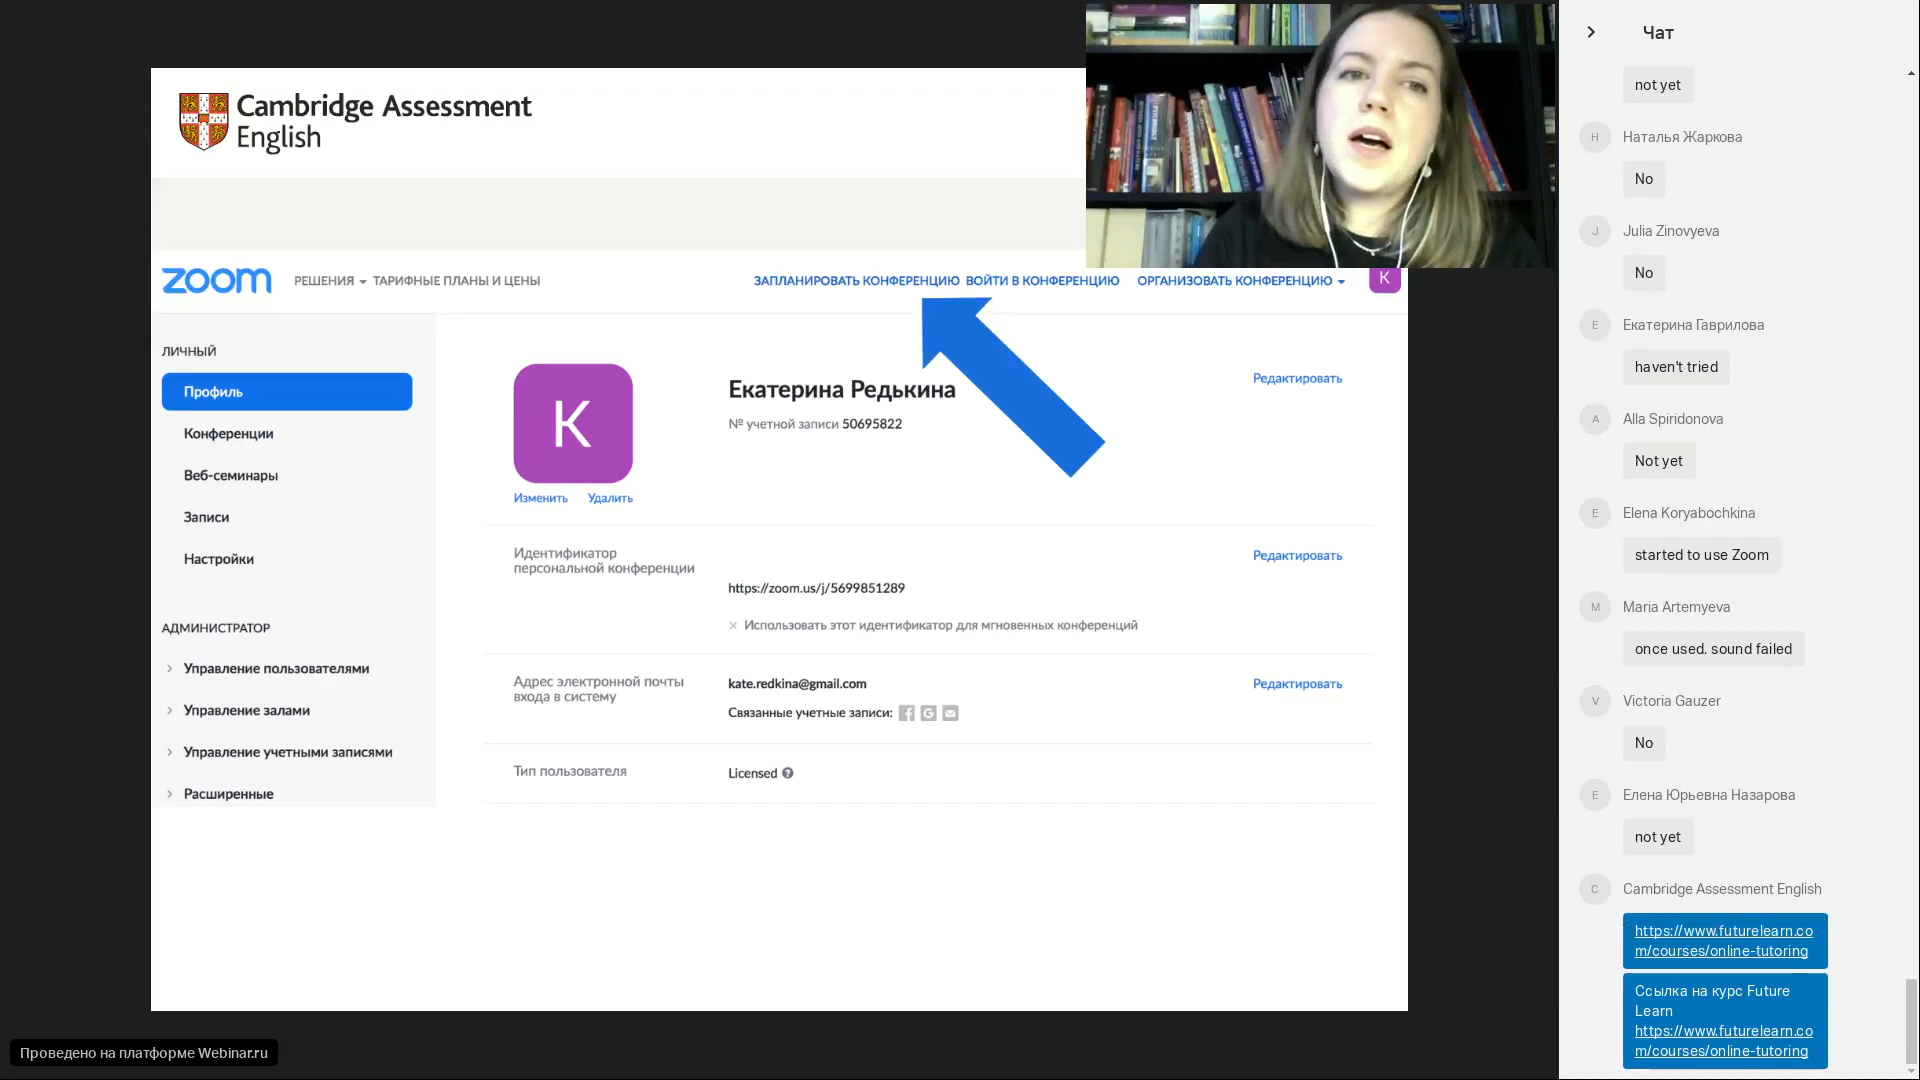 Cambridge Assessment
English
zoom
РЕШЕНИЯ
ТАРИФНЫЕ ПЛАНЫ И ЦЕНЫ
ЗАПЛАНИРОВАТЬ КОНФЕРЕНЦИЮ
ВОЙТИ В КОНФЕРЕНЦИЮ
ОРГАНИЗОВАТЬ КОНФЕРЕНЦИЮ
K
ЛИЧНЫЙ
Профиль
Конференции
Веб-семинары
Записи
Настройки
АДМИНИСТРАТОР
Управление пользователями
Управление залами
Управление учетными записями
Расширенные
K
Изменить Удалить
Екатерина Редькина
№ учетной записи 50695822
Редактировать
Идентификатор
персональной конференции
https://zoom.us/j/5699851289
× Использовать этот идентификатор для мгновенных конференций
Редактировать
Адрес электронной почты
входа в систему
kate.redkina@gmail.com
Связанные учетные записи:
Редактировать
Тип пользователя
Licensed
Проведено на платформе Webinar.ru
Чат
not yet
Н
Наталья Жаркова
No
J
Julia Zinovyeva
No
Е
Екатерина Гаврилова
haven't tried
A
Alla Spiridonova
Not yet
E
Elena Koryabochkina
started to use Zoom
M
Maria Artemyeva
once used. sound failed
V
Victoria Gauzer
No
Е
Елена Юрьевна Назарова
not yet
C
Cambridge Assessment English
https://www.futurelearn.co
m/courses/online-tutoring
Ссылка на курс Future
Learn
https://www.futurelearn.co
m/courses/online-tutoring